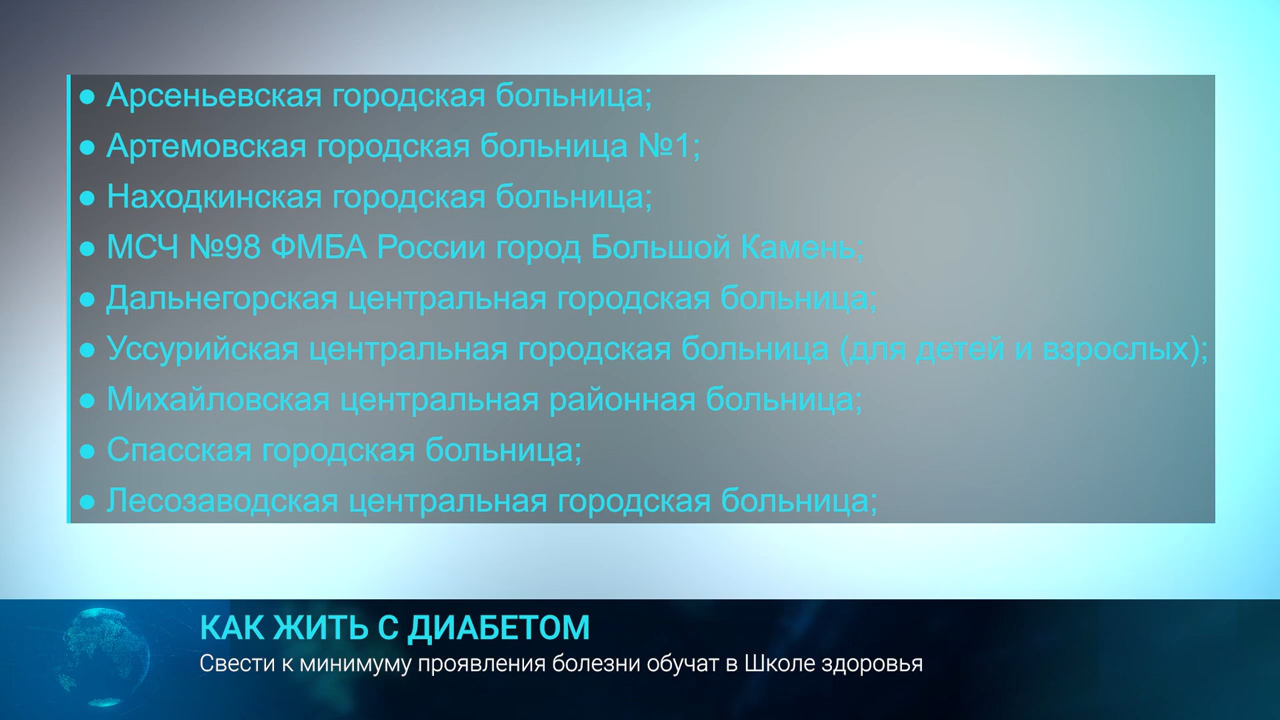 ● Арсеньевская городская больница;
● Артемовская городская больница №1;
● Находкинская городская больница;
● МСЧ №98 ФМБА России город Большой Камень;
● Дальнегорская центральная городская больница;
● Уссурийская центральная городская больница (для детей и взрослых);
● Михайловская центральная районная больница;
● Спасская городская больница;
● Лесозаводская центральная городская больница;
КАК ЖИТЬ С ДИАБЕТОМ
Свести к минимуму проявления болезни обучат в Школе здоровья